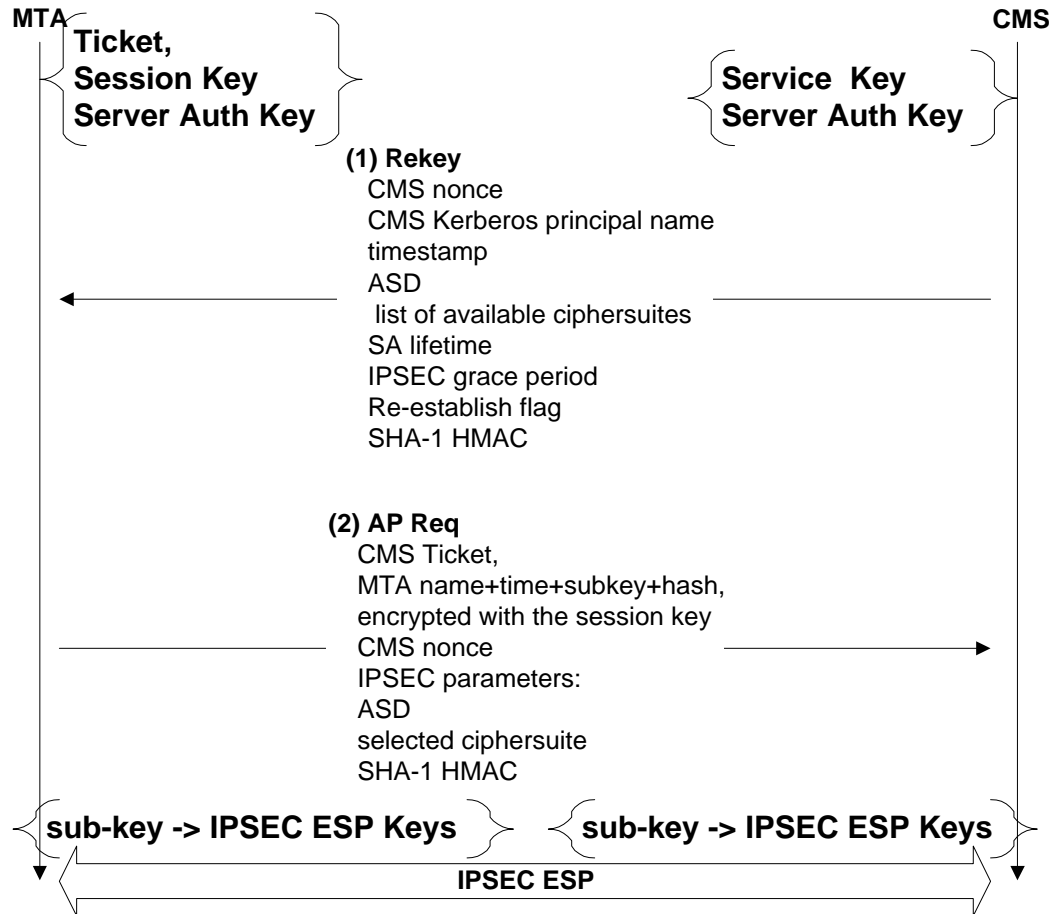 MTA
CMS
Ticket,
Session Key
Server Auth Key
Service Key
Server Auth Key
(1) Rekey
CMS nonce
CMS Kerberos principal name
timestamp
ASD
list of available ciphersuites
SA lifetime
IPSEC grace period
Re-establish flag
SHA-1 HMAC
(2) AP Req
CMS Ticket,
MTA name+time+subkey+hash,
encrypted with the session key
CMS nonce
IPSEC parameters:
ASD
selected ciphersuite
SHA-1 HMAC
sub-key -> IPSEC ESP Keys
sub-key -> IPSEC ESP Keys
IPSEC ESP